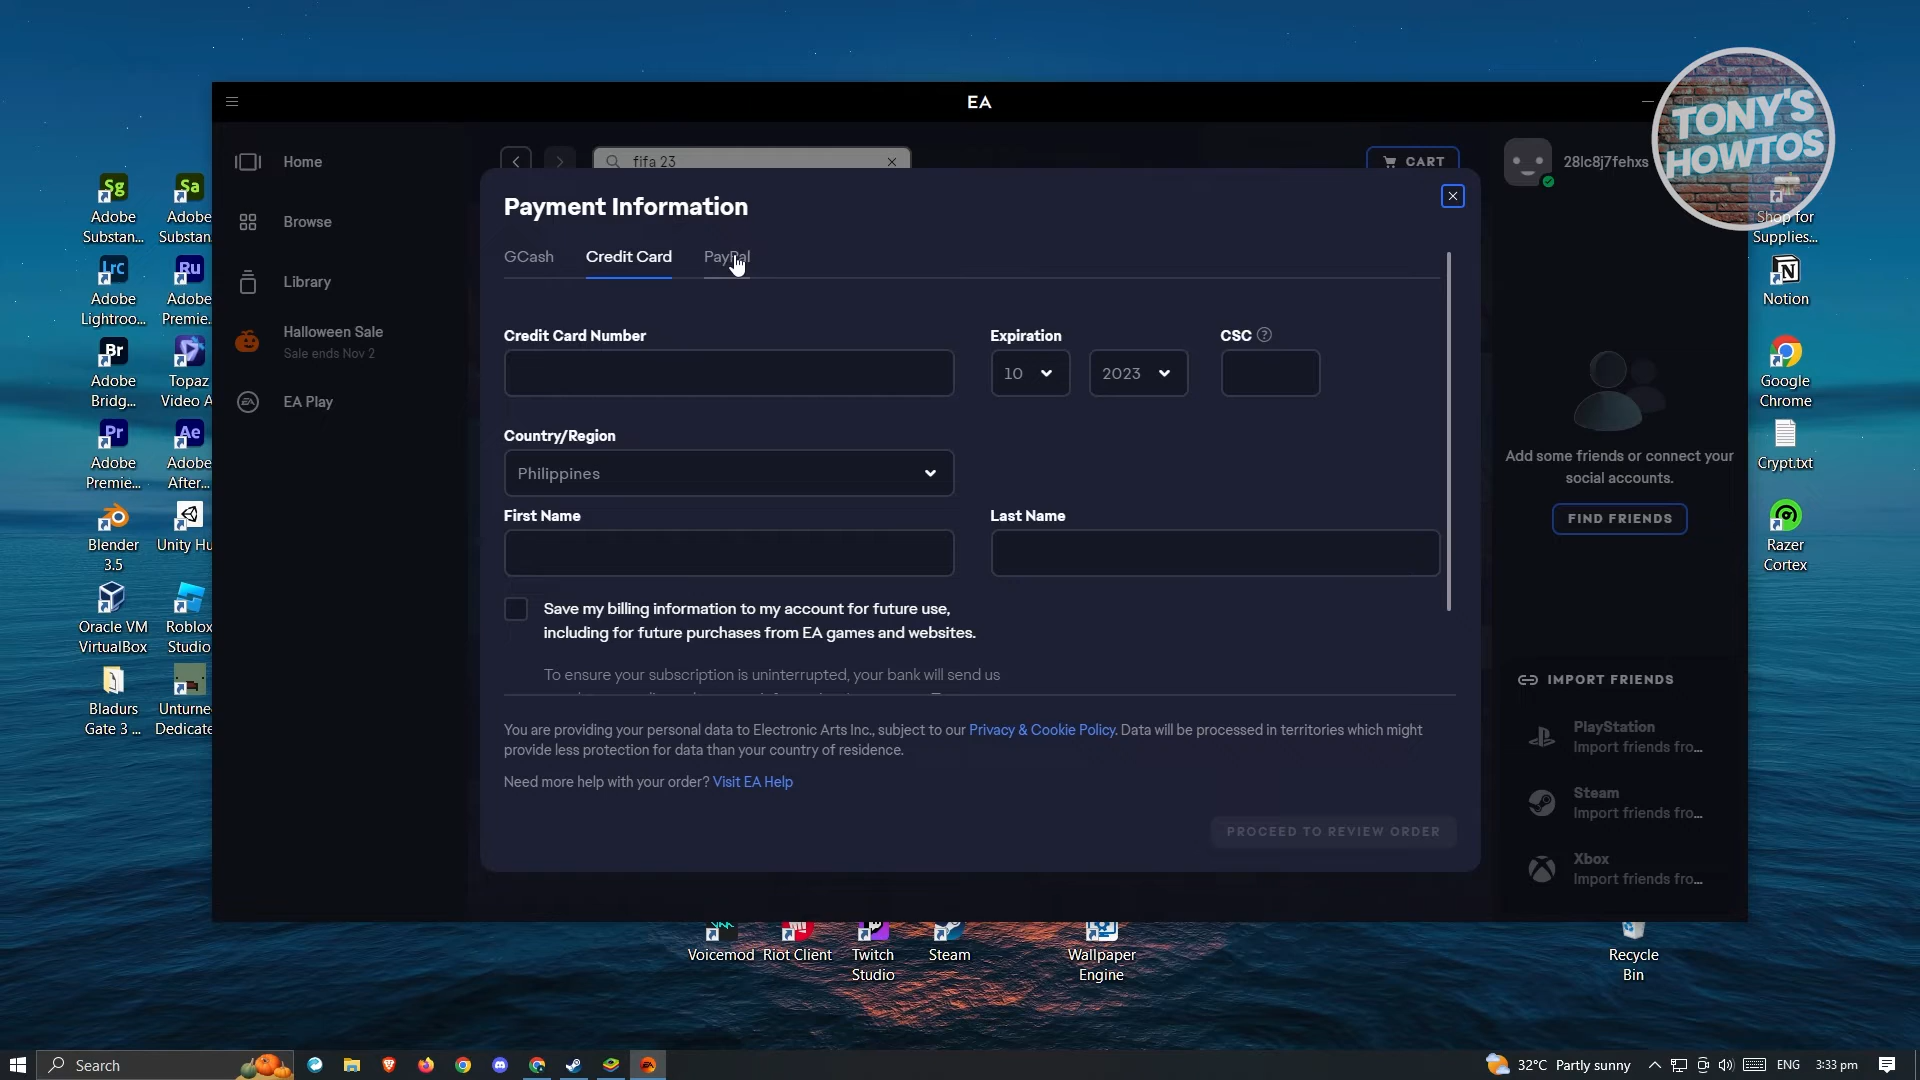 EA
TONY'S
HOWTOS
Home
Browse
Library
Halloween Sale
Sale ends Nov 2
EA Play
fifa 23
CART
28lc8j7fehxs
Payment Information
GCash
Credit Card
PayPal
Credit Card Number
Expiration
CSC
10
2023
Country/Region
Philippines
First Name
Last Name
Save my billing information to my account for future use,
including for future purchases from EA games and websites.
To ensure your subscription is uninterrupted, your bank will send us
You are providing your personal data to Electronic Arts Inc., subject to our Privacy & Cookie Policy. Data will be processed in territories which might
provide less protection for data than your country of residence.
Need more help with your order? Visit EA Help
PROCEED TO REVIEW ORDER
Add some friends or connect your
social accounts.
FIND FRIENDS
IMPORT FRIENDS
PlayStation
Import friends fro...
Steam
Import friends fro...
Xbox
Import friends fro...
Sg
Adobe
Substan...
Sa
Adobe
Substan
Lrc
Adobe
Lightroo...
Ru
Adobe
Premie.
Br
Adobe
Bridg...
Topaz
Video A
Pr
Adobe
Premie...
Ae
Adobe
After...
Blender
3.5
Unity Hu
Oracle VM
VirtualBox
Roblox
Studio
Bladurs
Gate 3 ...
Unturne
Dedicate
Shop for
Supplies:...
Notion
Google
Chrome
Crypt.txt
Razer
Cortex
Voicemod
Riot Client
Twitch
Studio
Steam
Wallpaper
Engine
Recycle
Bin
Search
32°C Partly sunny
ENG
3:33 pm